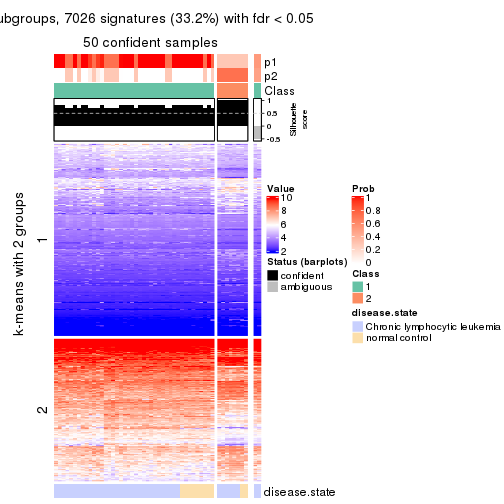 ubgroups, 7026 signatures (33.2%) with fdr < 0.05
50 confident samples
p1
p2
Class
1
0.5
0
-0.5
Silhouette
score
k-means with 2 groups
1
2
Value
10
8
6
4
2
Status (barplots)
confident
ambiguous
Prob
1
0.8
0.6
0.4
0.2
0
Class
1
2
disease.state
Chronic lymphocytic leukemia
normal control
disease.state